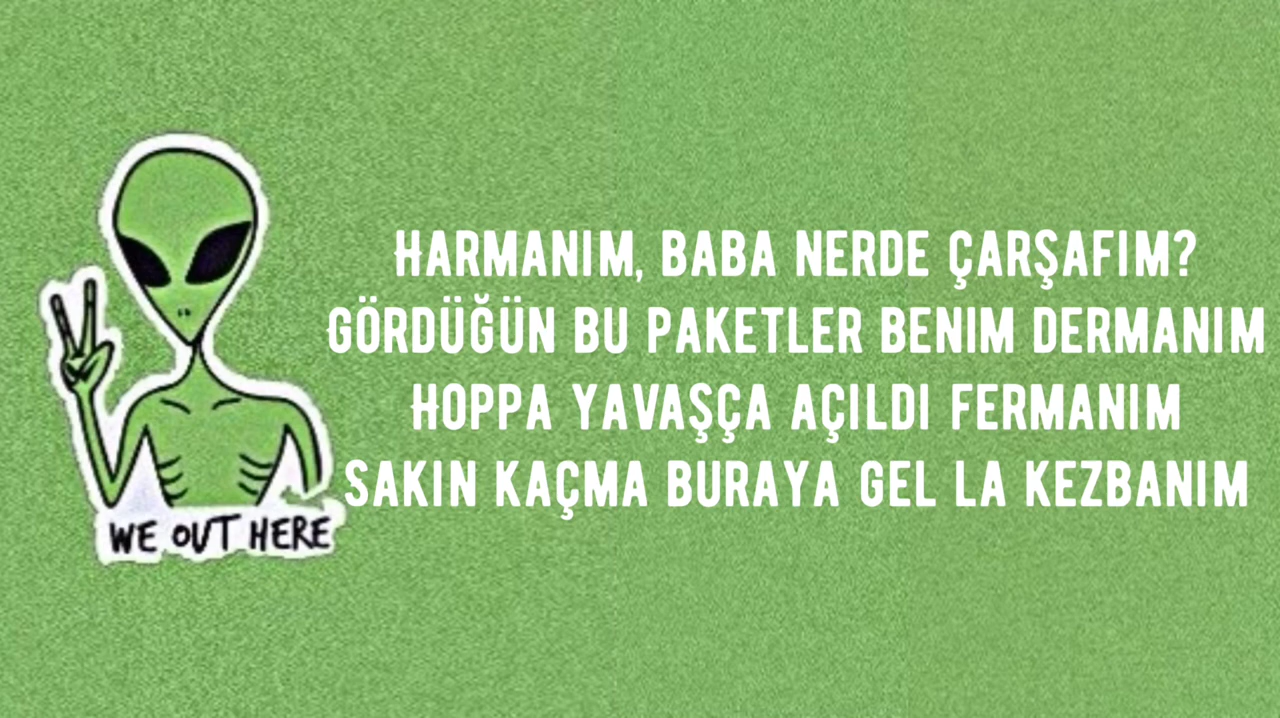 WE OUT HERE
HARMANIM, BABA NERDE ÇARŞAFIM?
GÖRDÜĞÜN BU PAKETLER BENIM DERMANIM
HOPPA YAVAŞÇA AÇILDI FERMANIM
SAKIN KAÇMA BURAYA GEL LA KEZBANIM